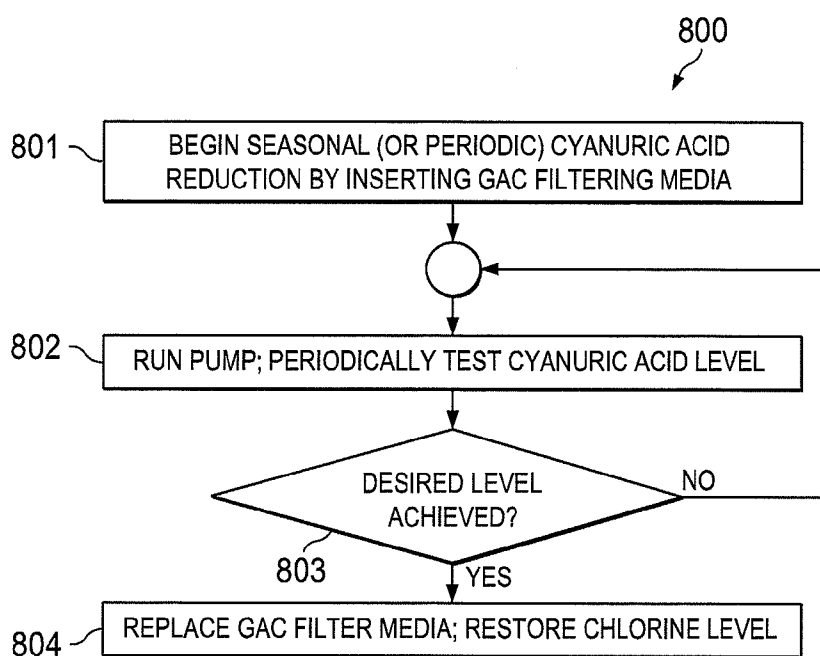 800
801
BEGIN SEASONAL (OR PERIODIC) CYANURIC ACID
REDUCTION BY INSERTING GAC FILTERING MEDIA
802
RUN PUMP; PERIODICALLY TEST CYANURIC ACID LEVEL
DESIRED LEVEL
ACHIEVED?
NO
803
YES
804
REPLACE GAC FILTER MEDIA; RESTORE CHLORINE LEVEL